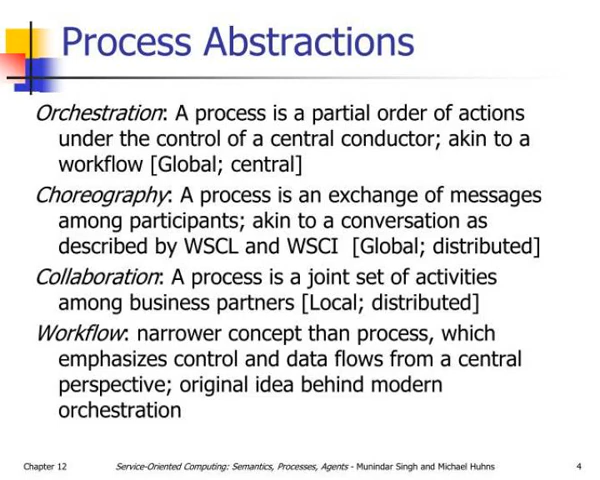 Process Abstractions
Orchestration: A process is a partial order of actions
under the control of a central conductor; akin to a
workflow [Global; central]
Choreography: A process is an exchange of messages
among participants; akin to a conversation as
described by WSCL and WSCI [Global; distributed]
Collaboration: A process is a joint set of activities
among business partners [Local; distributed]
Workflow: narrower concept than process, which
emphasizes control and data flows from a central
perspective; original idea behind modern
orchestration
Chapter 12 Service-Oriented Computing: Semantics, Processes, Agents - Munindar Singh and Michael Huhns 4